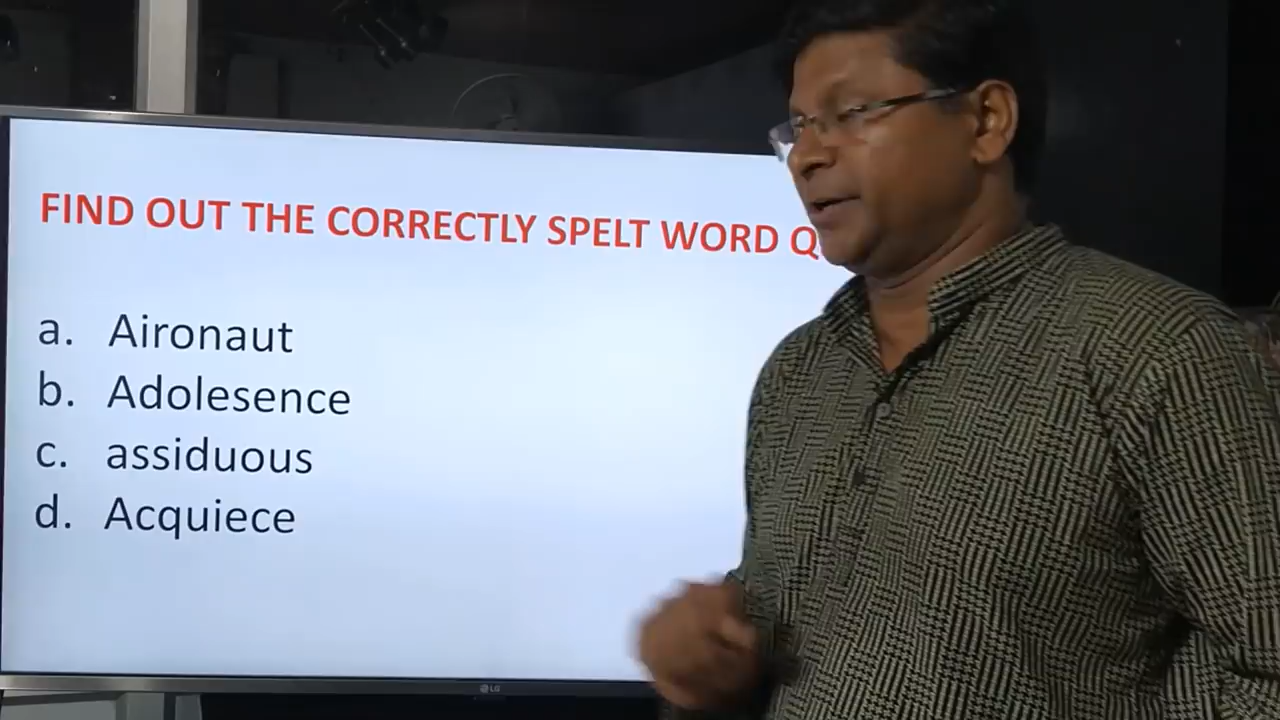 FIND OUT THE CORRECTLY SPELT WORD
a. Aironaut
b. Adolesence
c. assiduous
d. Acquiece
LG